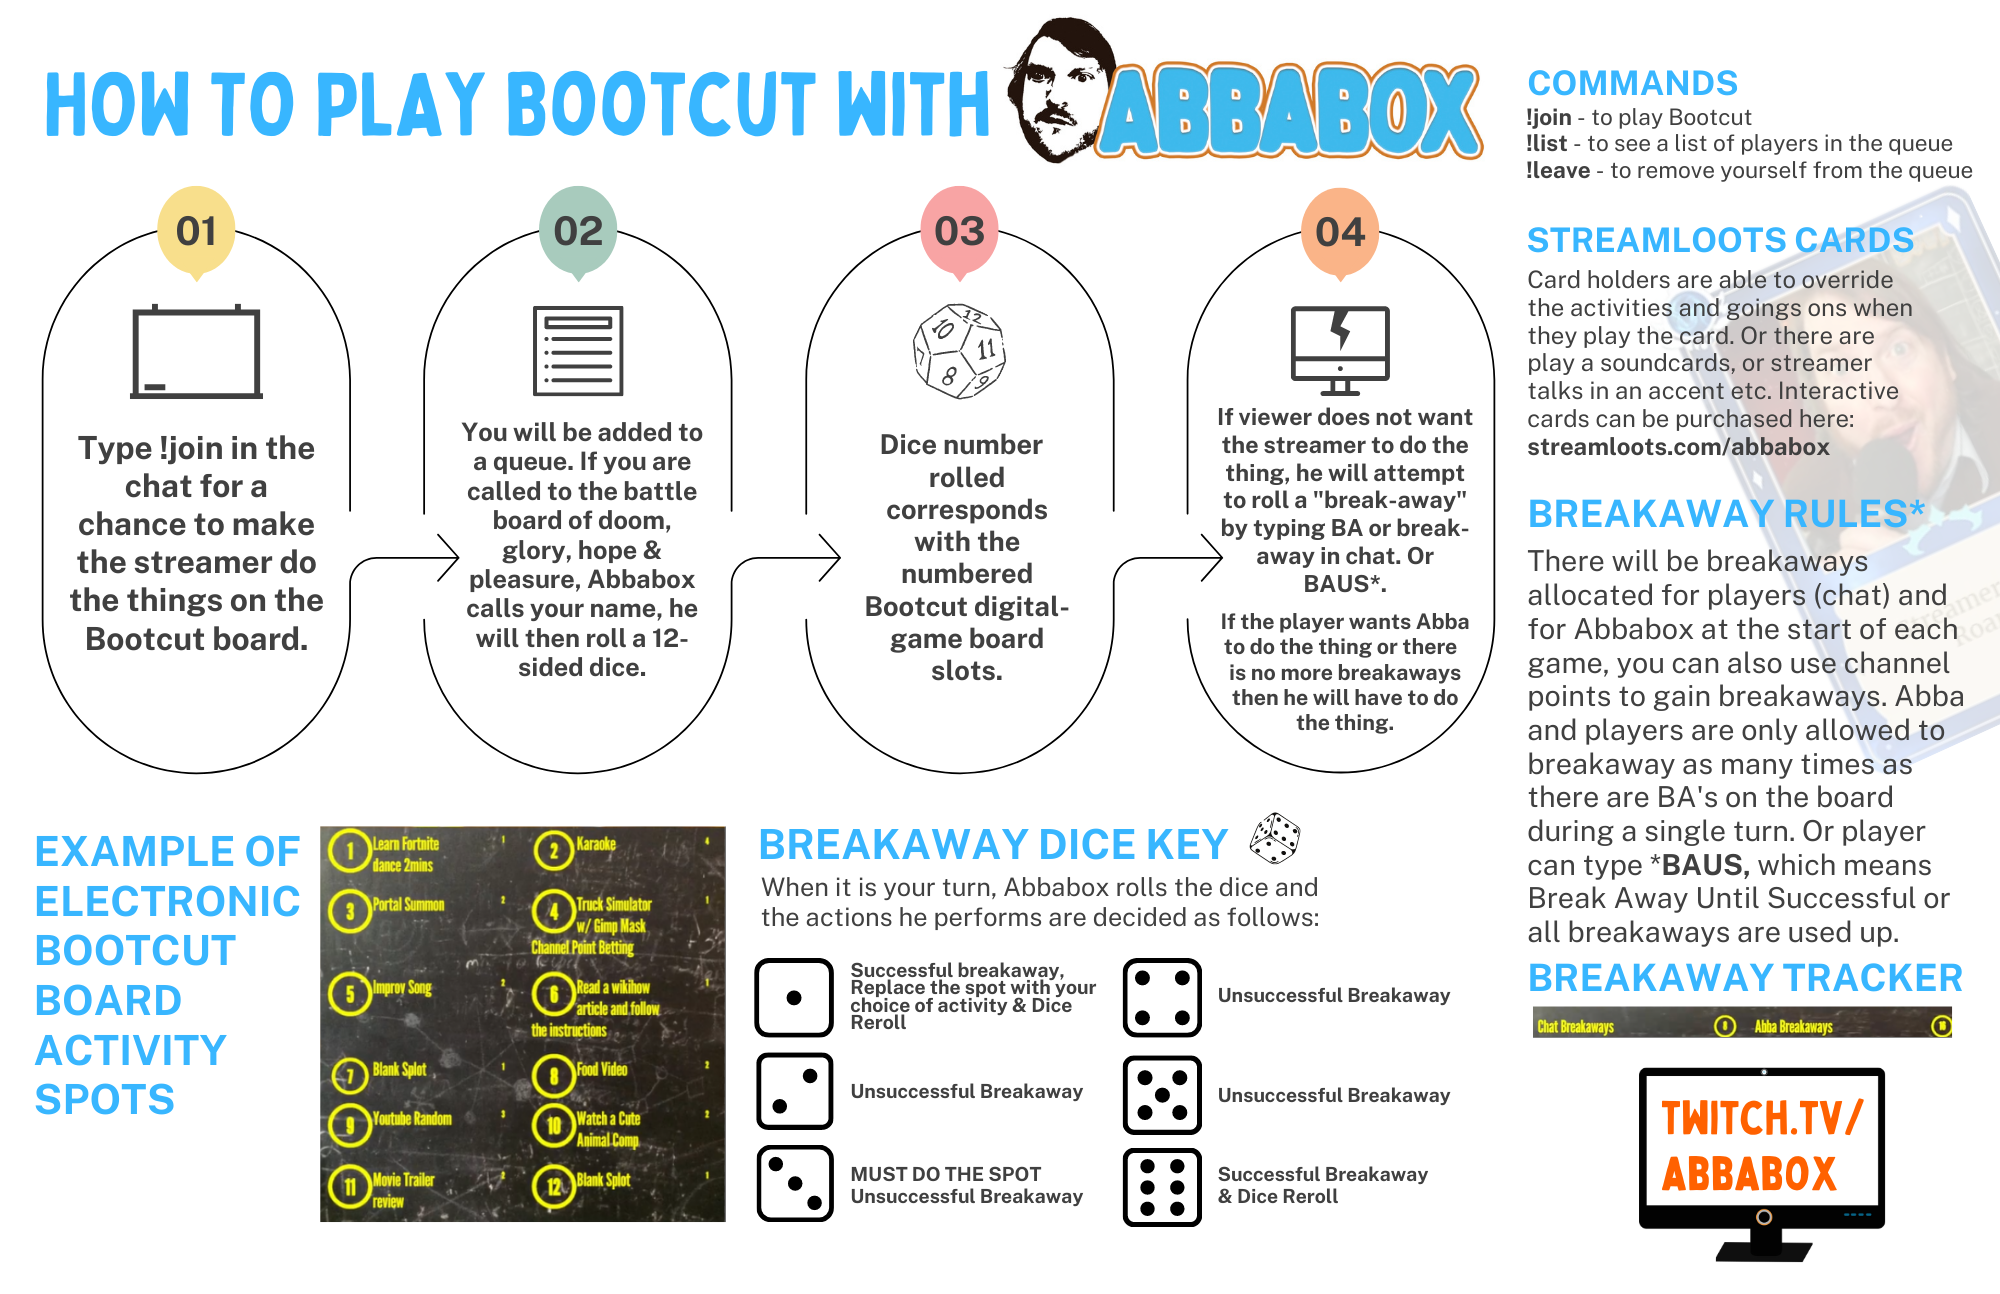 HOW TO PLAY BOOTCUT WITH
ABBABOX
01
Type !join in the
chat for a
chance to make
the streamer do
the things on the
Bootcut board.
02
You will be added to
a queue. If you are
called to the battle
board of doom,
glory, hope &
pleasure, Abbabox
calls your name, he
will then roll a 12-
sided dice.
03
10
12
11
8
9
Dice number
rolled
corresponds
with the
numbered
Bootcut digital-
game board
slots.
04
If viewer does not want
the streamer to do the
thing, he will attempt
to roll a "break-away"
by typing BA or break-
away in chat. Or
BAUS*.
If the player wants Abba
to do the thing or there
is no more breakaways
then he will have to do
the thing.
COMMANDS
!join - to play Bootcut
!list - to see a list of players in the queue
!leave - to remove yourself from the queue
STREAMLOOTS CARDS
Card holders are able to override
the activities and goings ons when
they play the card. Or there are
play a soundcards, or streamer
talks in an accent etc. Interactive
cards can be purchased here:
streamloots.com/abbabox
BREAKAWAY RULES*
There will be breakaways
allocated for players (chat) and
for Abbabox at the start of each
game, you can also use channel
points to gain breakaways. Abba
and players are only allowed to
breakaway as many times as
there are BA's on the board
during a single turn. Or player
can type *BAUS, which means
Break Away Until Successful or
all breakaways are used up.
BREAKAWAY TRACKER
Chat Breakaways 8 Abba Breakaways 16
TWITCH.TV/
ABBABOX
EXAMPLE OF
ELECTRONIC
BOOTCUT
BOARD
ACTIVITY
SPOTS
1 Learn Fortnite 1
dance 2mins
2 Karaoke 4
3 Portal Summon 2
4 Truck Simulator 1
w/ Gimp Mask
Channel Point Betting
5 Improv Song 2
6 Read a wikihow 1
article and follow
the instructions
7 Blank Splot 1
8 Food Video 2
9 Youtube Random 3
10 Watch a Cute 2
Animal Comp
11 Movie Trailer 2
review
12 Blank Splot 1
BREAKAWAY DICE KEY
When it is your turn, Abbabox rolls the dice and
the actions he performs are decided as follows:
Successful breakaway,
Replace the spot with your
choice of activity & Dice
Reroll
Unsuccessful Breakaway
MUST DO THE SPOT
Unsuccessful Breakaway
Unsuccessful Breakaway
Unsuccessful Breakaway
Successful Breakaway
& Dice Reroll